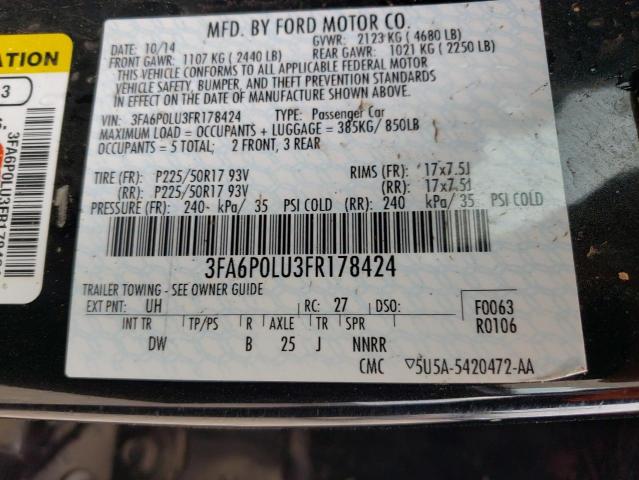 MFD. BY FORD MOTOR CO.
DATE: 10/14 GVWR: 2123 KG ( 4680 LB)
FRONT GAWR: 1107 KG ( 2440 LB) REAR GAWR: 1021 KG ( 2250 LB)
THIS VEHICLE CONFORMS TO ALL APPLICABLE FEDERAL MOTOR
VEHICLE SAFETY, BUMPER, AND THEFT PREVENTION STANDARDS
IN EFFECT ON THE DATE OF MANUFACTURE SHOWN ABOVE.
VIN: 3FA6P0LU3FR178424 TYPE: Passenger Car
MAXIMUM LOAD = OCCUPANTS + LUGGAGE = 385KG/ 850LB
OCCUPANTS = 5 TOTAL; 2 FRONT, 3 REAR
TIRE (FR): P225/50R17 93V RIMS (FR): 17x7.5J
(RR): P225/50R17 93V (RR): 17x7.5J
PRESSURE (FR): 240 kPa/ 35 PSI COLD (RR): 240 kPa/ 35 PSI COLD
3FA6P0LU3FR178424
TRAILER TOWING - SEE OWNER GUIDE
EXT PNT: UH RC: 27 DSO: F0063
INT TR TP/PS R AXLE TR SPR R0106
DW B 25 J NNRR
CMC ▽5U5A-5420472-AA
ATION
3